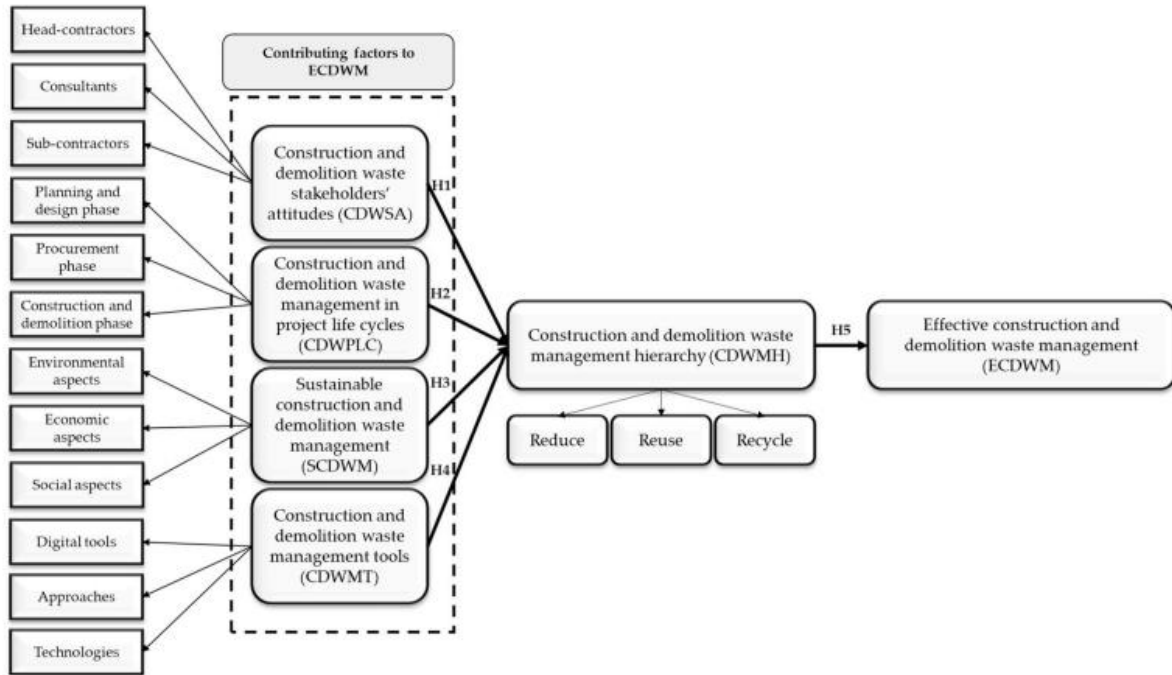 Head-contractors
Consultants
Sub-contractors
Planning and
design phase
Procurement
phase
Construction and
demolition phase
Environmental
aspects
Economic
aspects
Social aspects
Digital tools
Approaches
Technologies
Contributing factors to
ECDWM
Construction and
demolition waste
stakeholders'
attitudes (CDWSA)
Construction and
demolition waste
management in
project life cycles
(CDWPLC)
Sustainable
construction and
demolition waste
management
(SCDWM)
Construction and
demolition waste
management tools
(CDWMT)
H1
H2
H3
H4
Construction and demolition waste
management hierarchy (CDWMH)
Reduce
Reuse
Recycle
H5
Effective construction and
demolition waste management
(ECDWM)